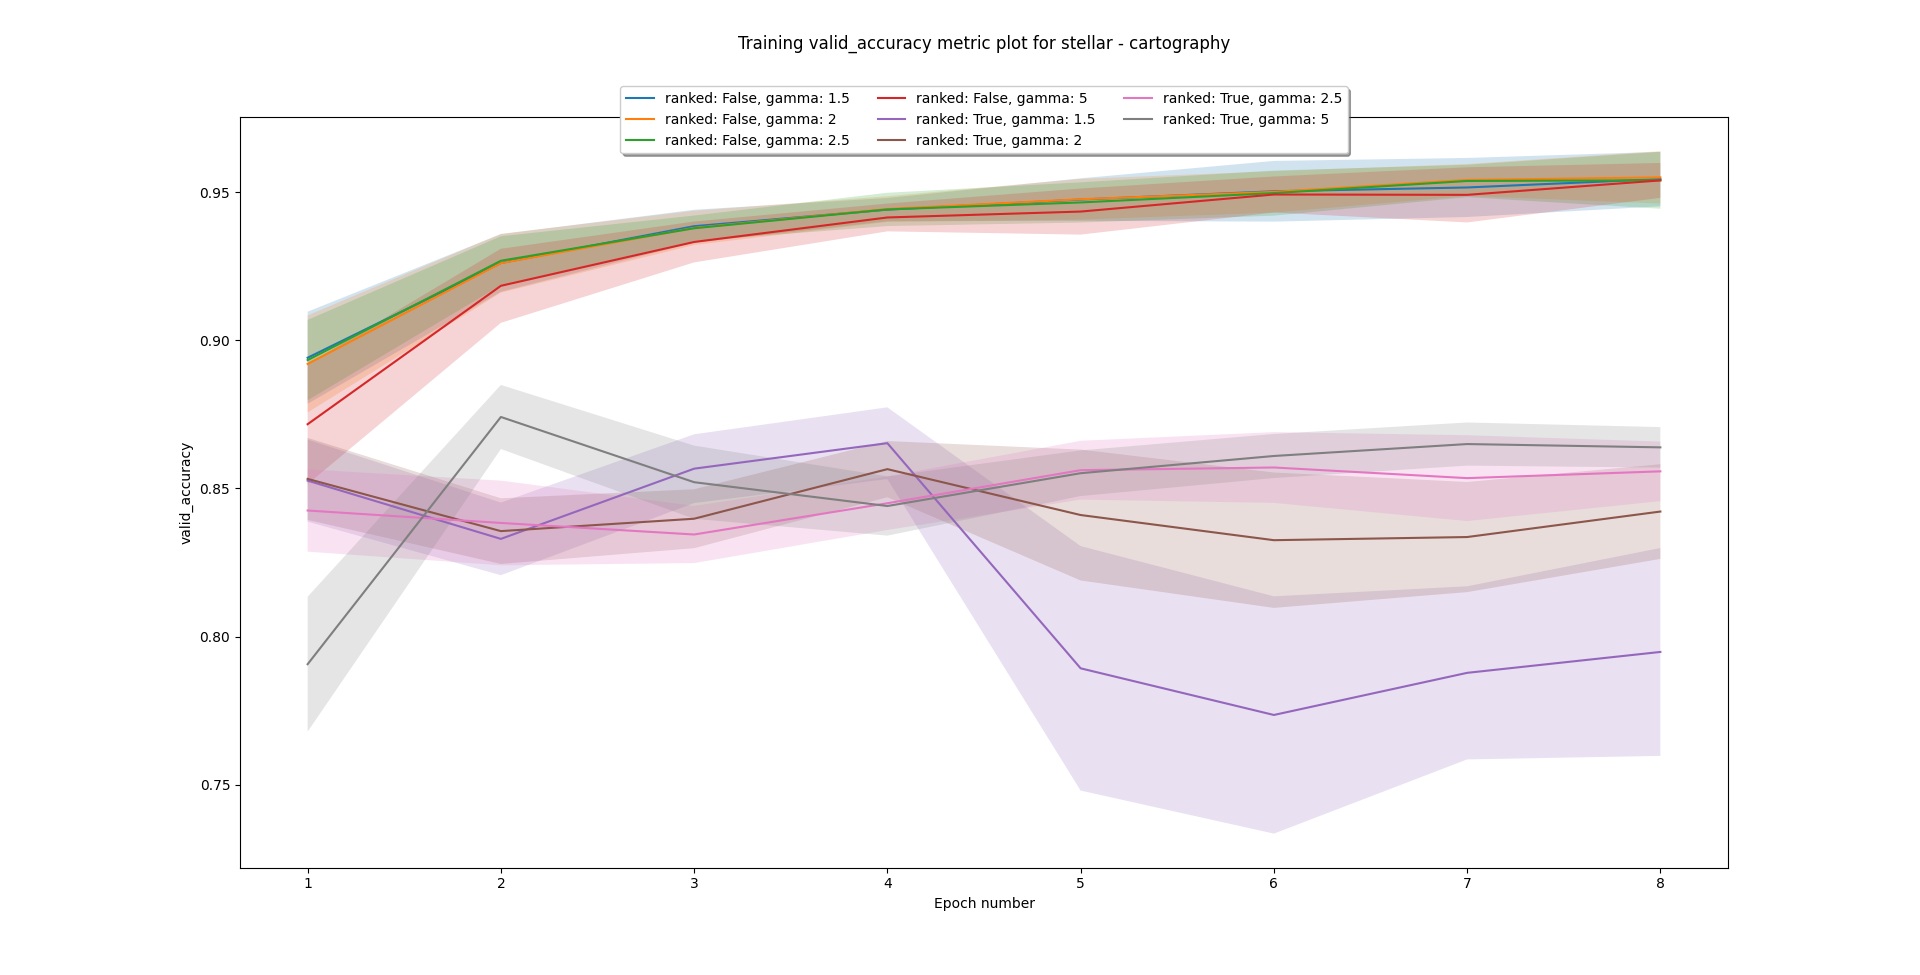 Training valid_accuracy metric plot for stellar - cartography
ranked: False, gamma: 1.5
ranked: False, gamma: 2
ranked: False, gamma: 2.5
ranked: False, gamma: 5
ranked: True, gamma: 1.5
ranked: True, gamma: 2
ranked: True, gamma: 2.5
ranked: True, gamma: 5
0.95
0.90
0.85
0.80
0.75
valid_accuracy
1 2 3 4 5 6 7 8
Epoch number